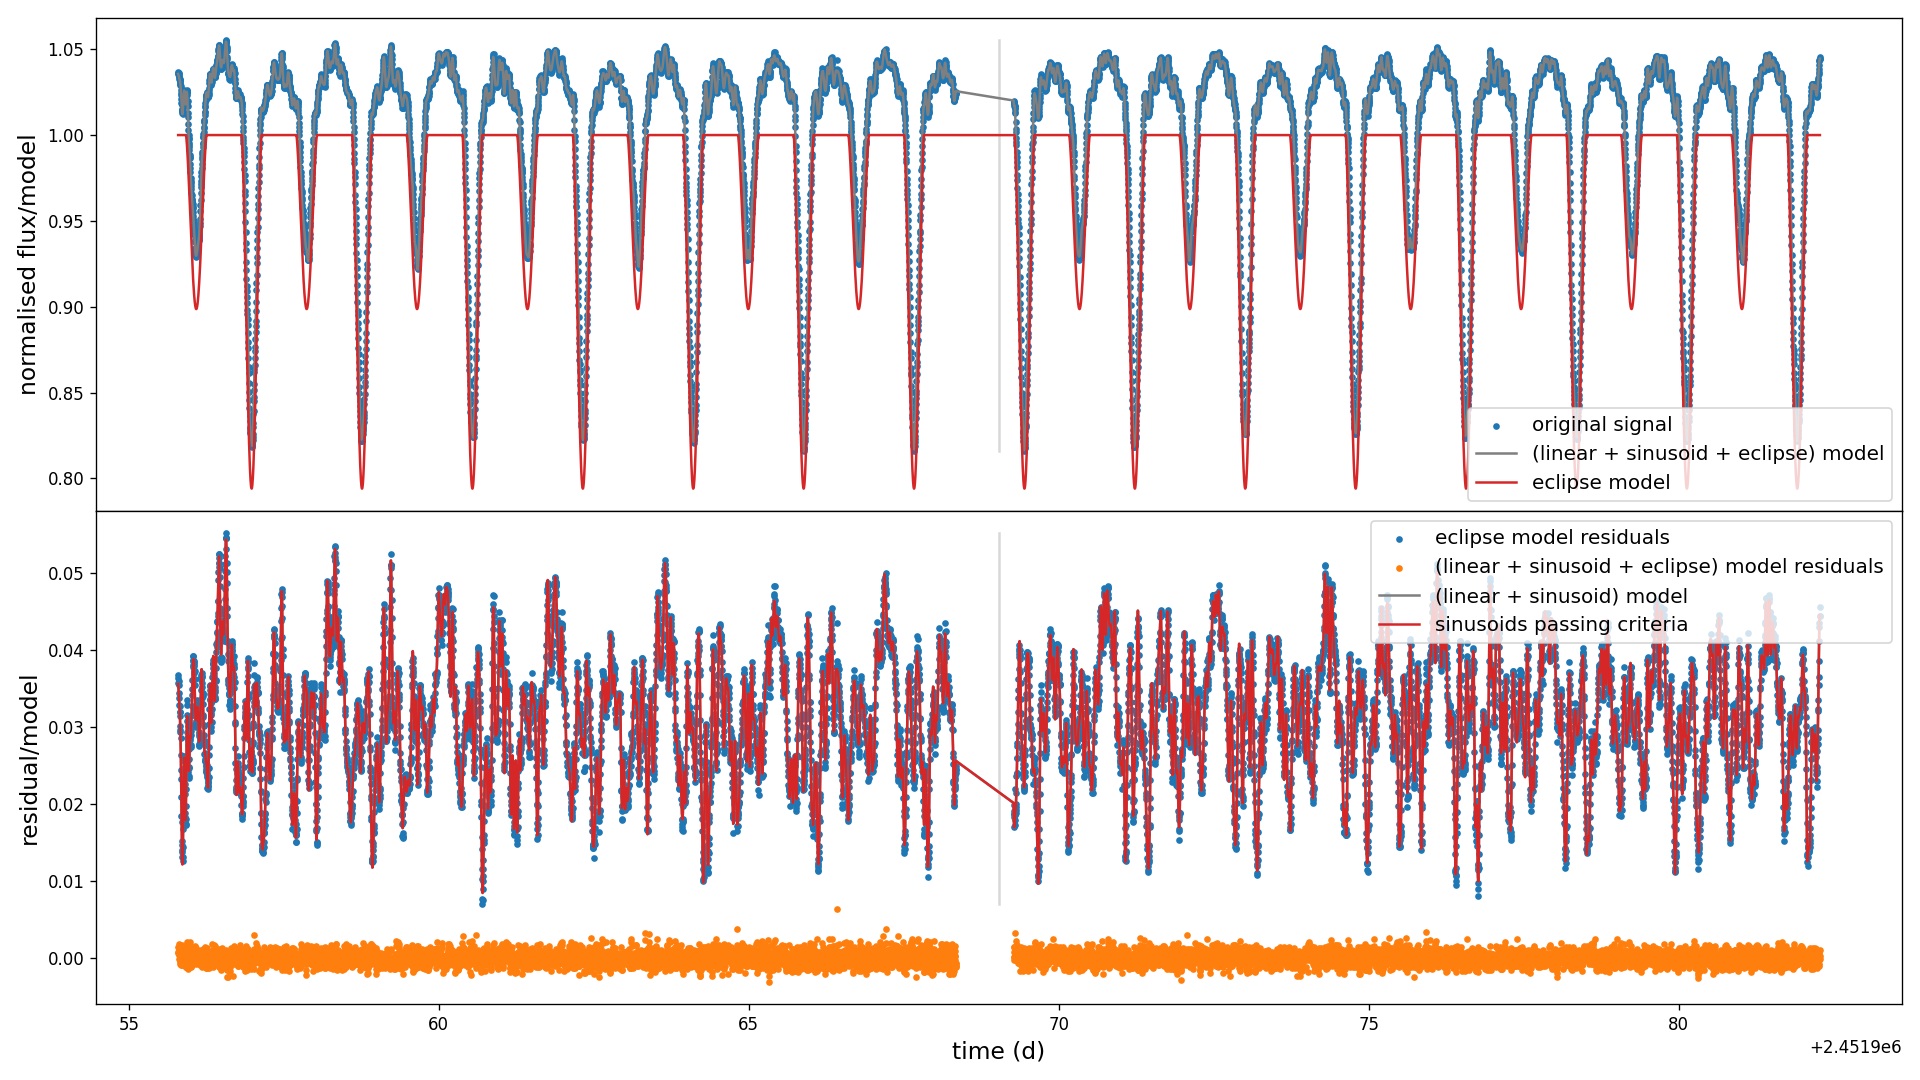 normalised flux/model
1.05
1.00
0.95
0.90
0.85
0.80
original signal
(linear + sinusoid + eclipse) model
eclipse model
residual/model
0.05
0.04
0.03
0.02
0.01
0.00
eclipse model residuals
(linear + sinusoid + eclipse) model residuals
(linear + sinusoid) model
sinusoids passing criteria
55
60
65
70
75
80
time (d)
+2.4519e6